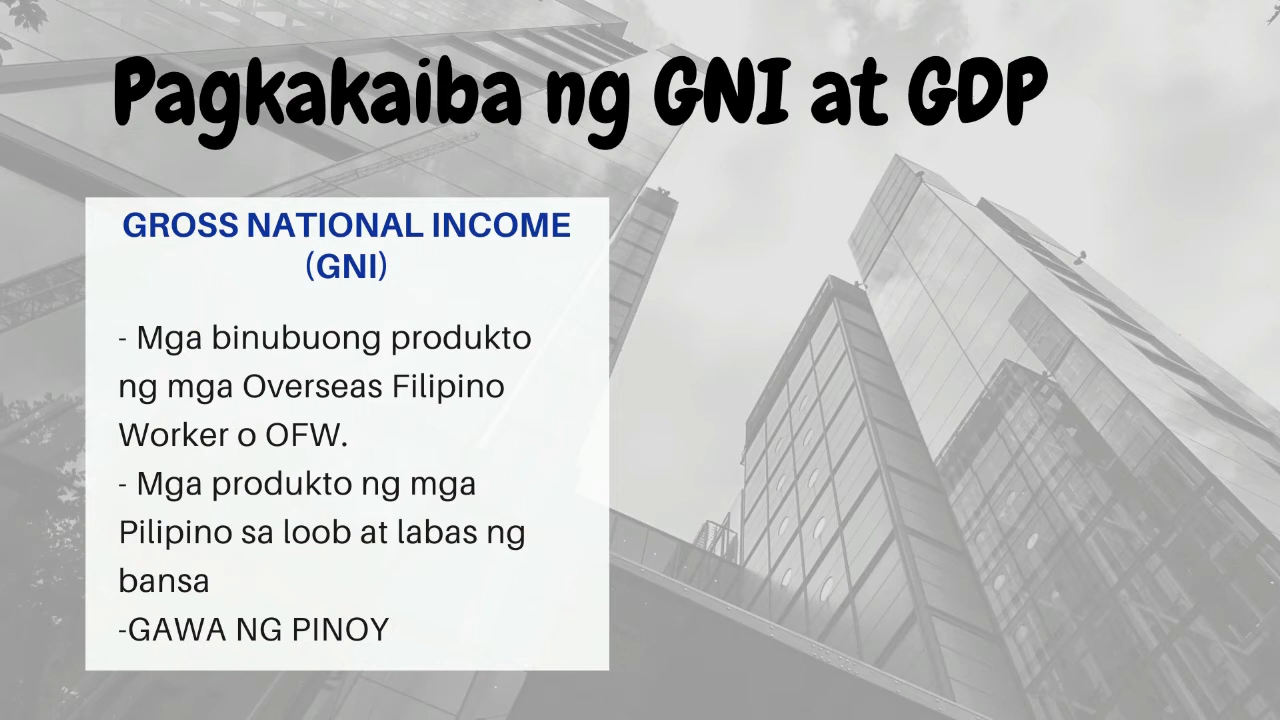 Pagkakaiba ng GNI at GDP
GROSS NATIONAL INCOME
(GNI)
- Mga binubuong produkto
ng mga Overseas Filipino
Worker o OFW.
- Mga produkto ng mga
Pilipino sa loob at labas ng
bansa
-GAWA NG PINOY